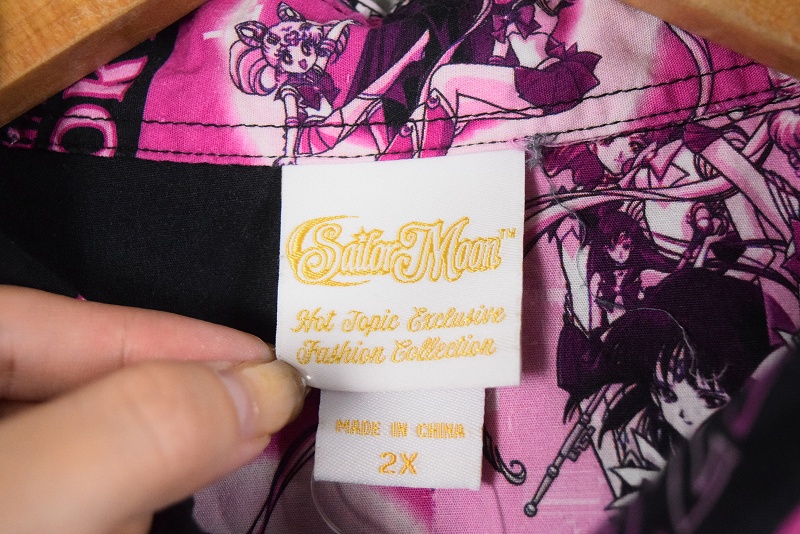 Sailor Moon™
Hot Topic Exclusive
Fashion Collection
MADE IN CHINA
2X